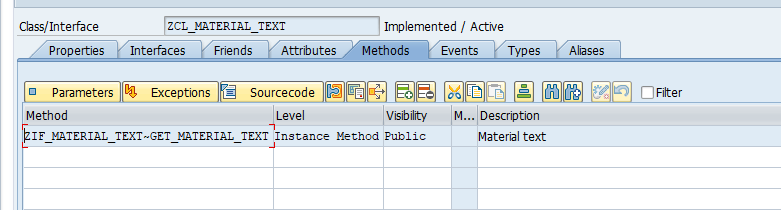 Class/Interface ZCL_MATERIAL_TEXT Implemented / Active
Properties Interfaces Friends Attributes Methods Events Types Aliases
Parameters Exceptions Sourcecode Filter
Method Level Visibility M... Description
ZIF_MATERIAL_TEXT~GET_MATERIAL_TEXT Instance Method Public Material text